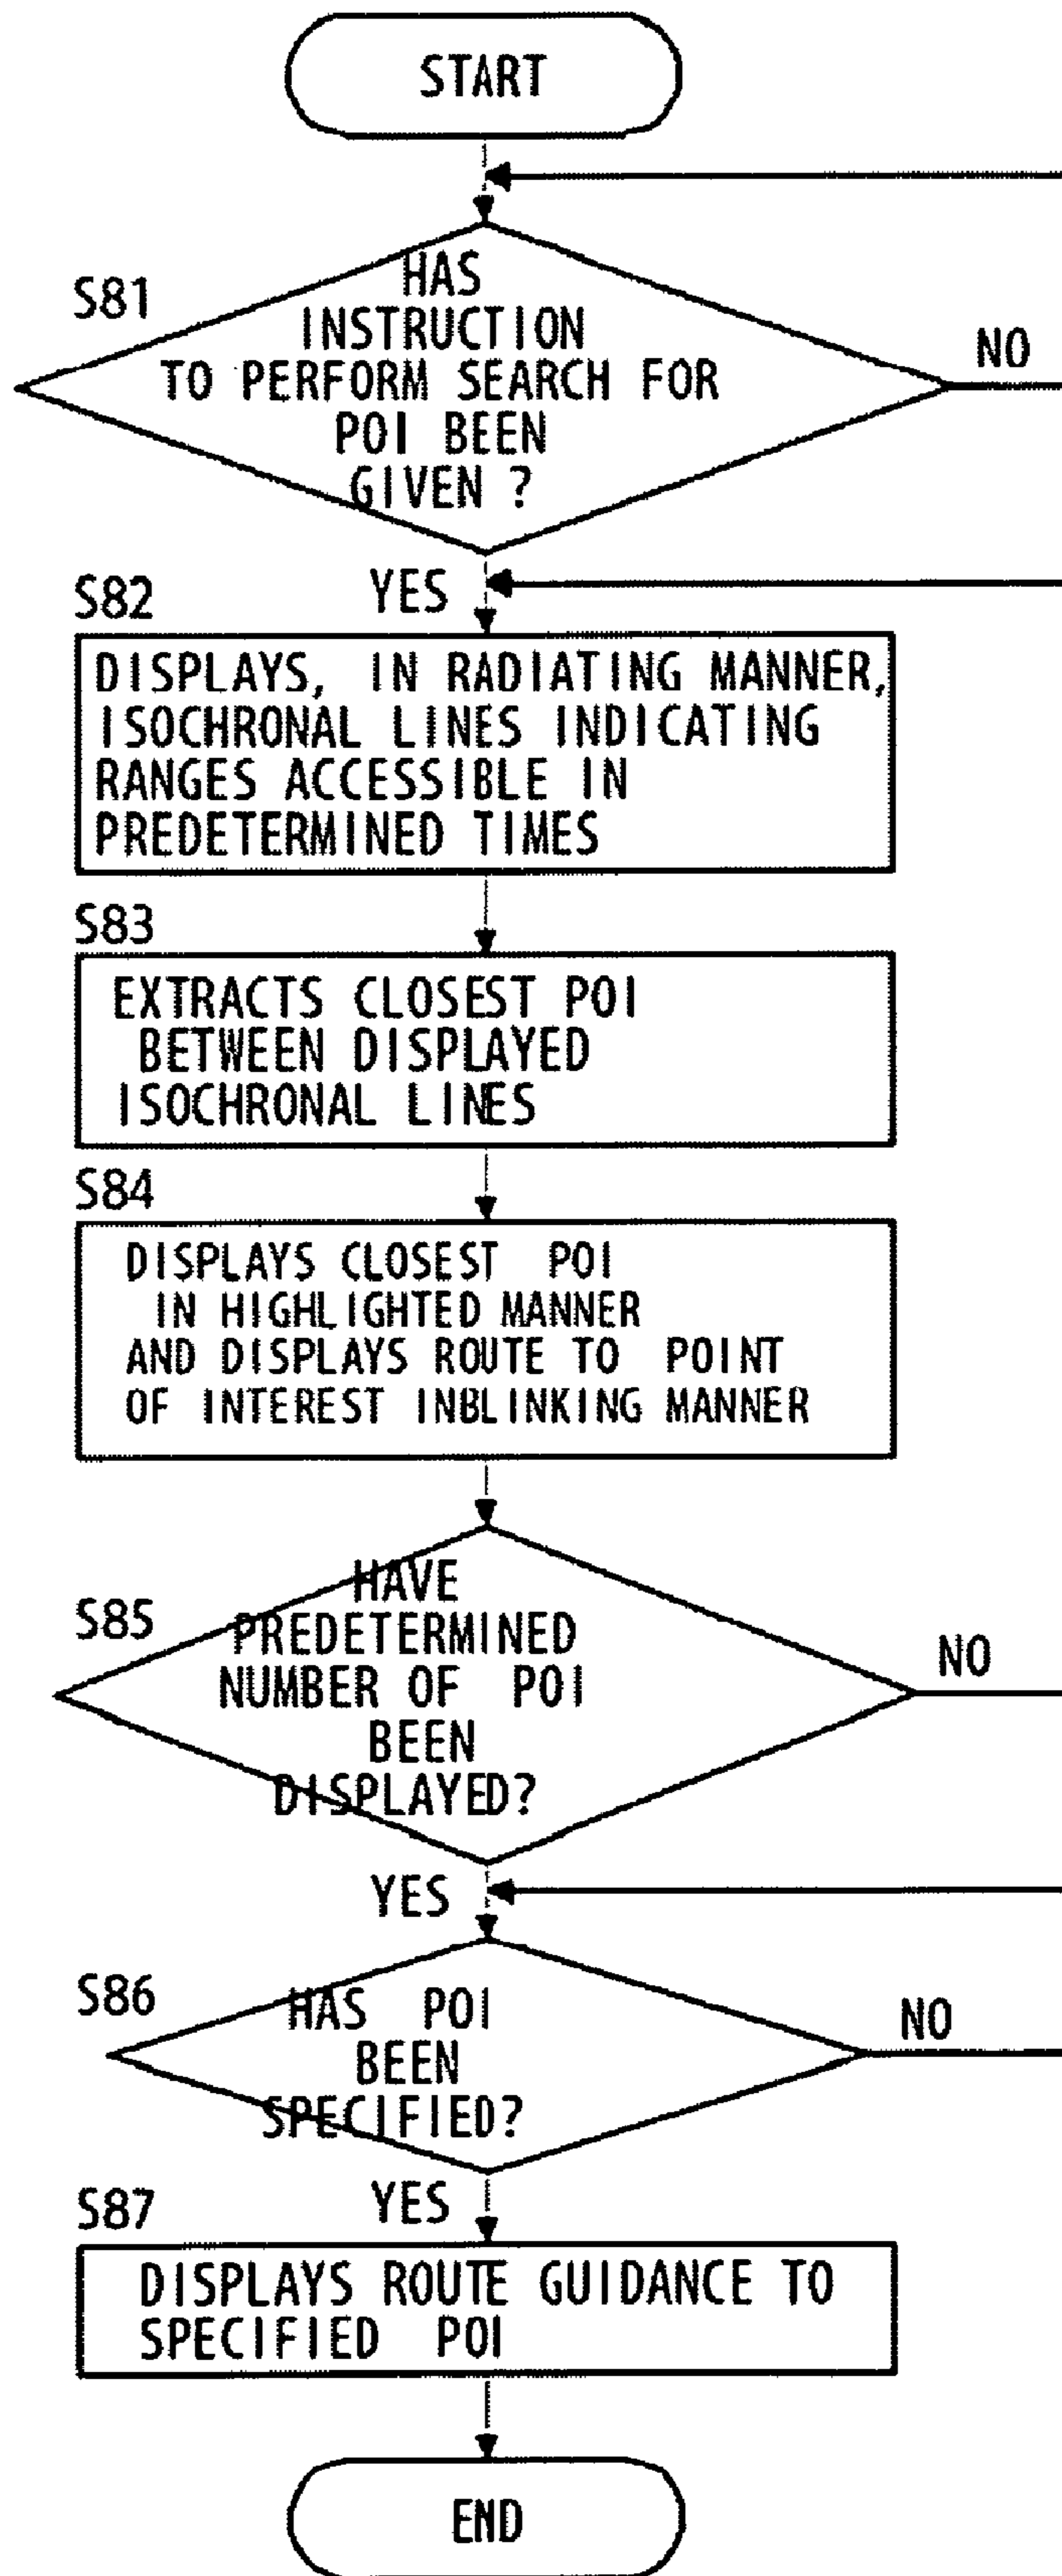 START
S81
HAS
INSTRUCTION
TO PERFORM SEARCH FOR
POI BEEN
GIVEN ?
NO
YES
S82
DISPLAYS, IN RADIATING MANNER,
ISOCHRONAL LINES INDICATING
RANGES ACCESSIBLE IN
PREDETERMINED TIMES
S83
EXTRACTS CLOSEST POI
BETWEEN DISPLAYED
ISOCHRONAL LINES
S84
DISPLAYS CLOSEST POI
IN HIGHLIGHTED MANNER
AND DISPLAYS ROUTE TO POINT
OF INTEREST INBLINKING MANNER
S85
HAVE
PREDETERMINED
NUMBER OF POI
BEEN
DISPLAYED?
NO
YES
S86
HAS POI
BEEN
SPECIFIED?
NO
YES
S87
DISPLAYS ROUTE GUIDANCE TO
SPECIFIED POI
END